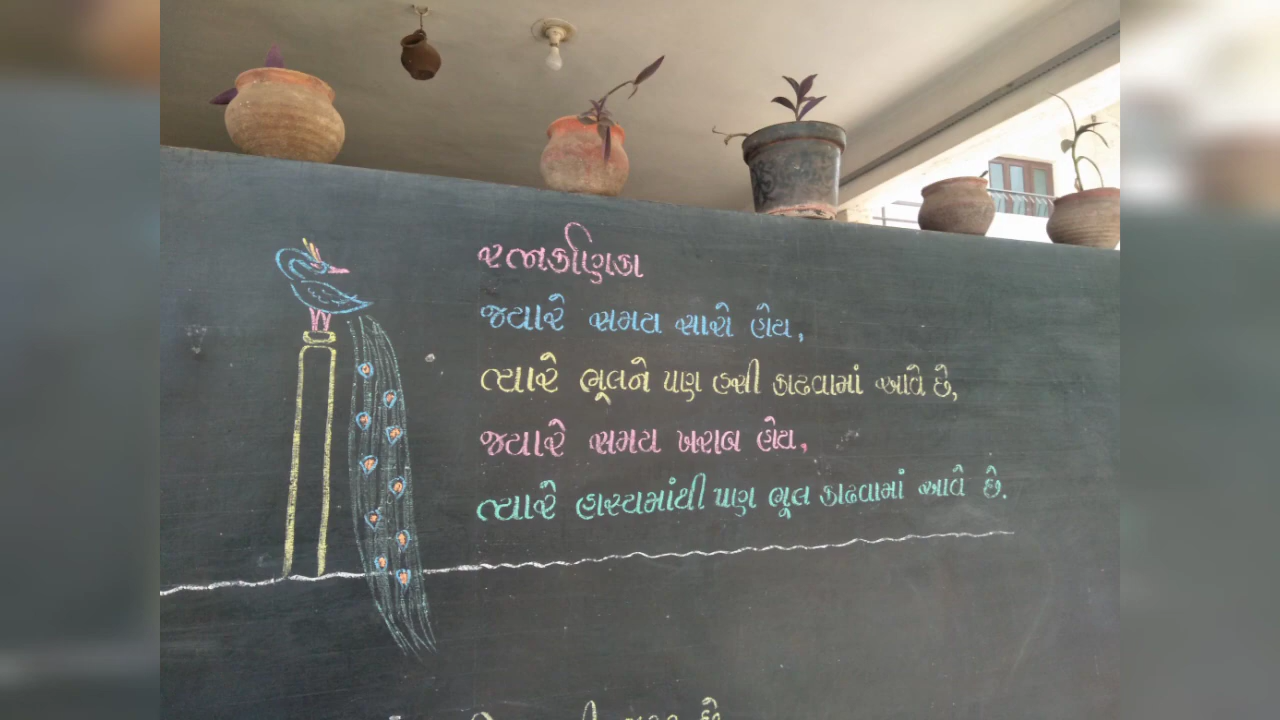 રત્નકણિકા
જ્યારે સમય સારો હોય,
ત્યારે ભૂલને પણ હસી કાઢવામાં આવે છે,
જ્યારે સમય ખરાબ હોય,
ત્યારે હાસ્યમાંથી પણ ભૂલ કાઢવામાં આવે છે.